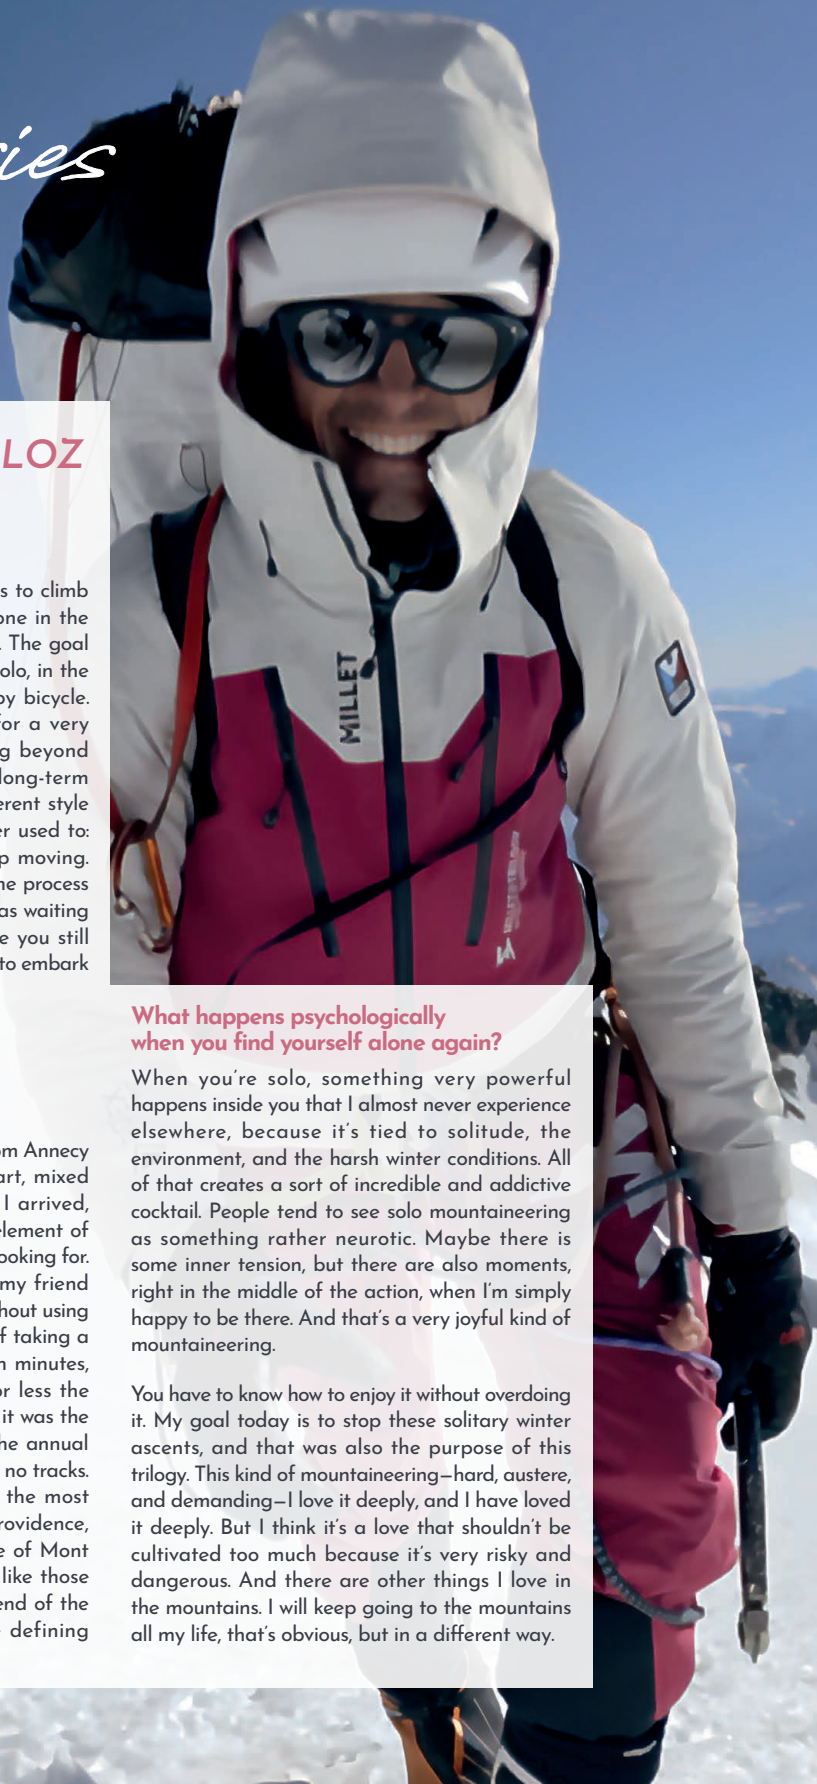 ies
LOZ
s to climb
one in the
. The goal
olo, in the
by bicycle.
for a very
g beyond
long-term
erent style
er used to:
p moving.
he process
as waiting
e you still
to embark
om Annecy
art, mixed
I arrived,
element of
ooking for.
my friend
hout using
f taking a
n minutes,
or less the
it was the
he annual
no tracks.
the most
rovidence,
e of Mont
like those
end of the
defining
MILLET
What happens psychologically
when you find yourself alone again?
When you're solo, something very powerful
happens inside you that I almost never experience
elsewhere, because it's tied to solitude, the
environment, and the harsh winter conditions. All
of that creates a sort of incredible and addictive
cocktail. People tend to see solo mountaineering
as something rather neurotic. Maybe there is
some inner tension, but there are also moments,
right in the middle of the action, when I'm simply
happy to be there. And that's a very joyful kind of
mountaineering.
You have to know how to enjoy it without overdoing
it. My goal today is to stop these solitary winter
ascents, and that was also the purpose of this
trilogy. This kind of mountaineering—hard, austere,
and demanding—I love it deeply, and I have loved
it deeply. But I think it's a love that shouldn't be
cultivated too much because it's very risky and
dangerous. And there are other things I love in
the mountains. I will keep going to the mountains
all my life, that's obvious, but in a different way.